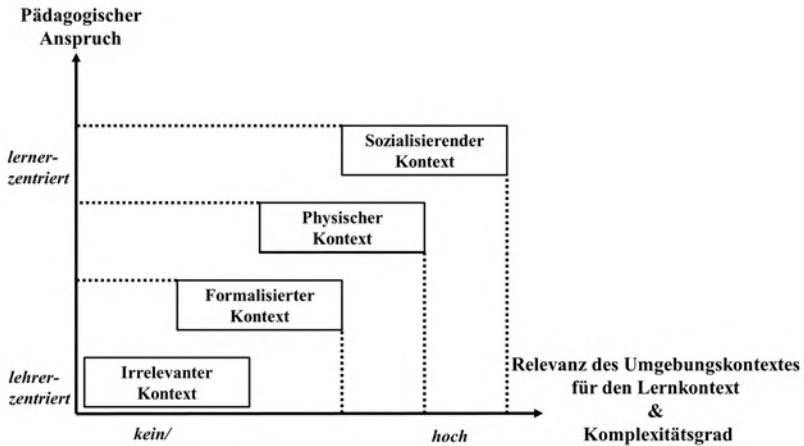 Pädagogischer
Anspruch
Sozialisierender
Kontext
lerner-
zentriert
Physischer
Kontext
Formalisierter
Kontext
Irrelevanter
Kontext
lehrer-
zentriert
Relevanz des Umgebungskontextes
für den Lernkontext
&
Komplexitätsgrad
kein/
hoch